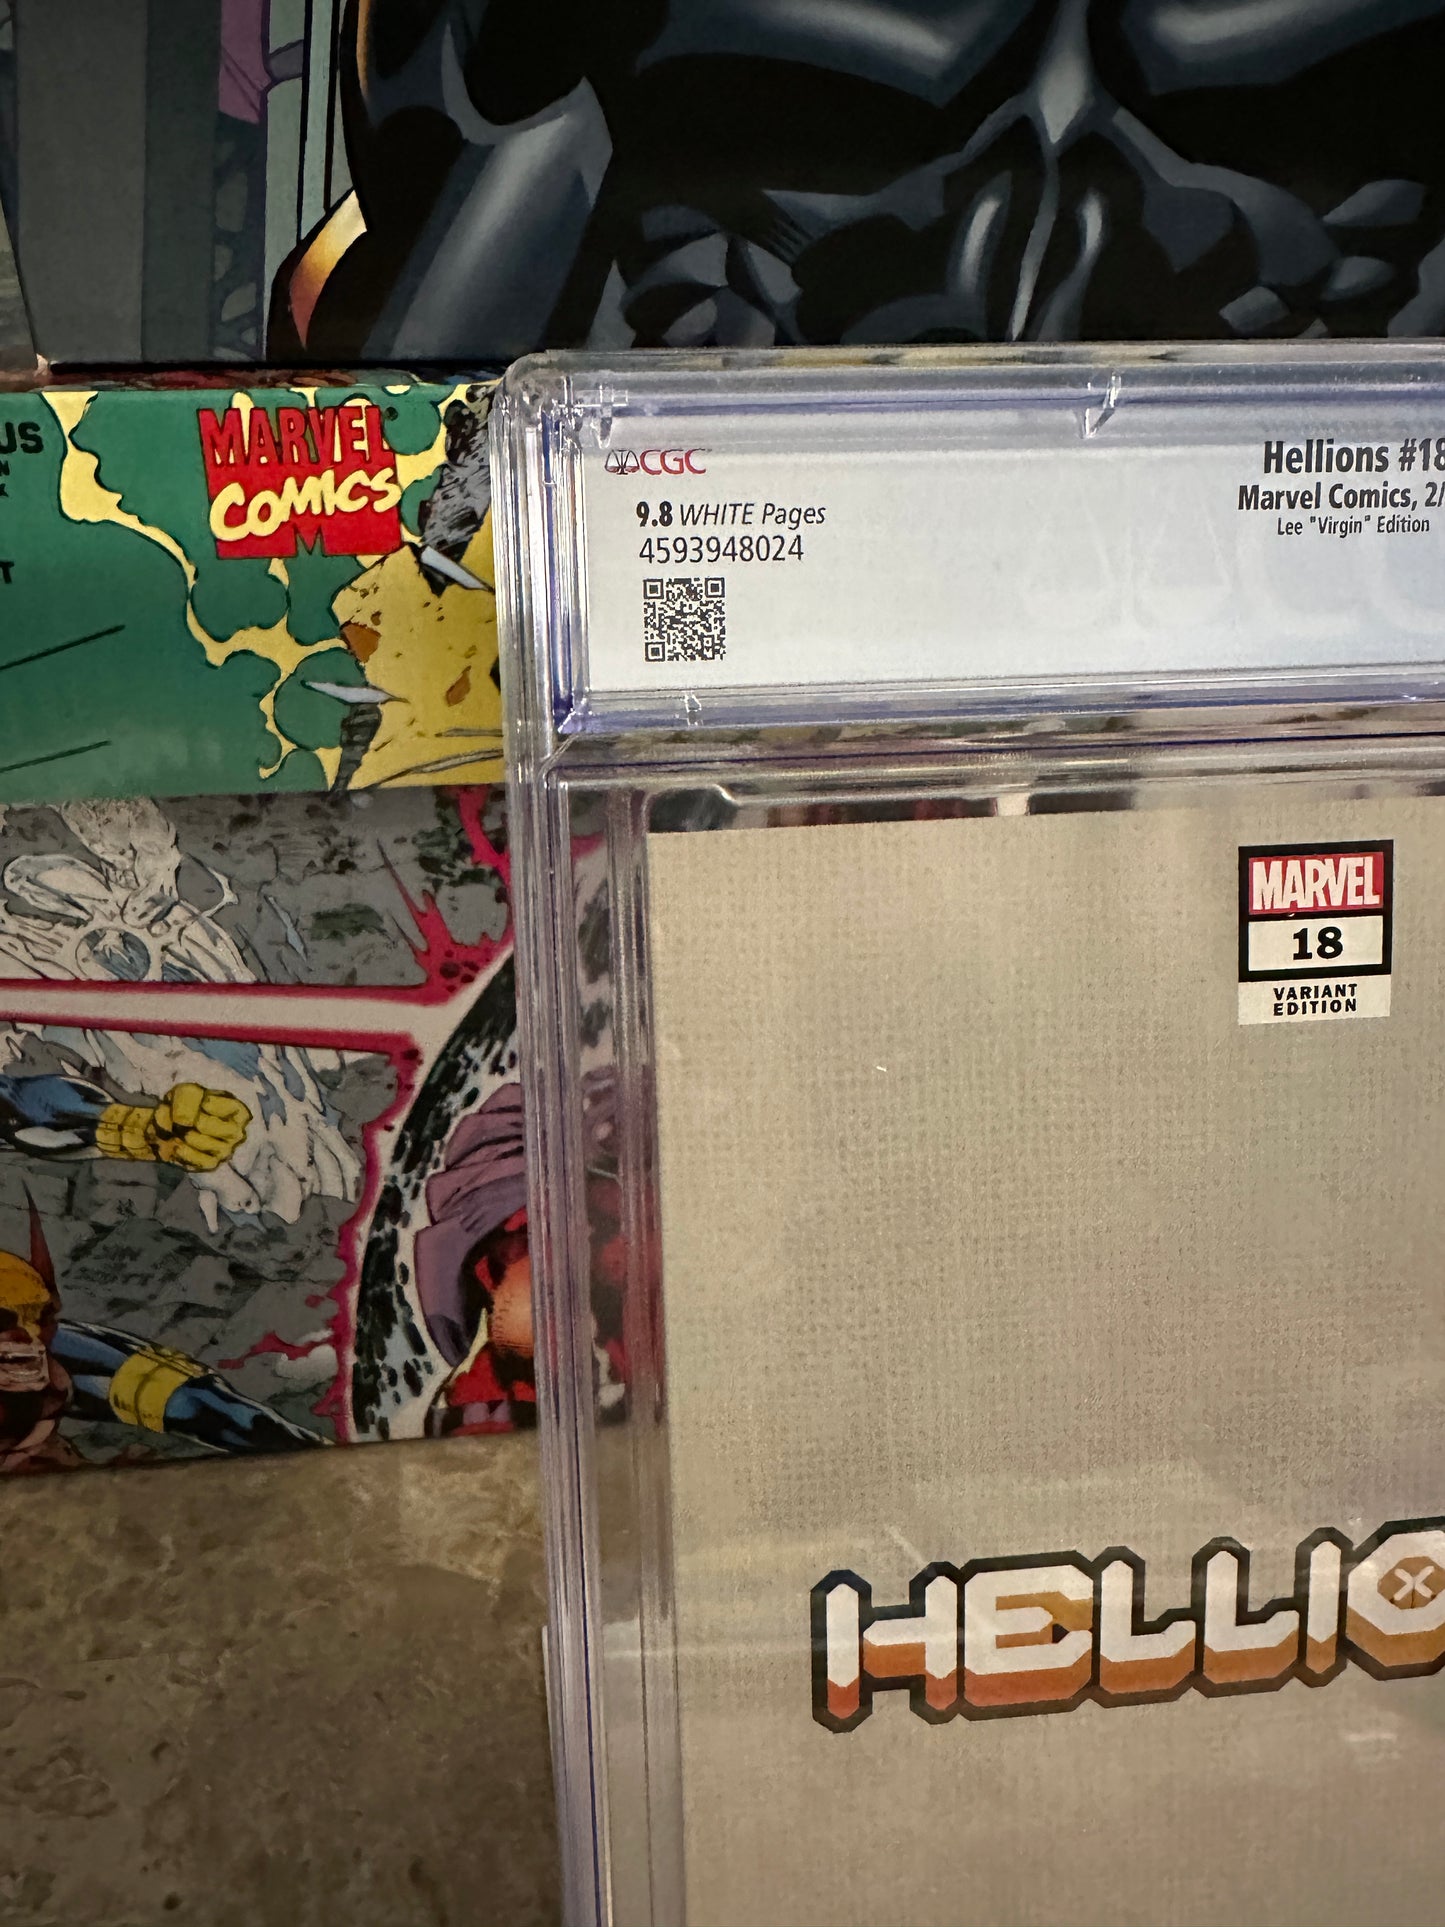 MARVEL
COMICS
CGC
9.8 WHITE Pages
4593948024
Hellions #18
Marvel Comics, 2/
Lee "Virgin" Edition
MARVEL
18
VARIANT
EDITION
HELLIO